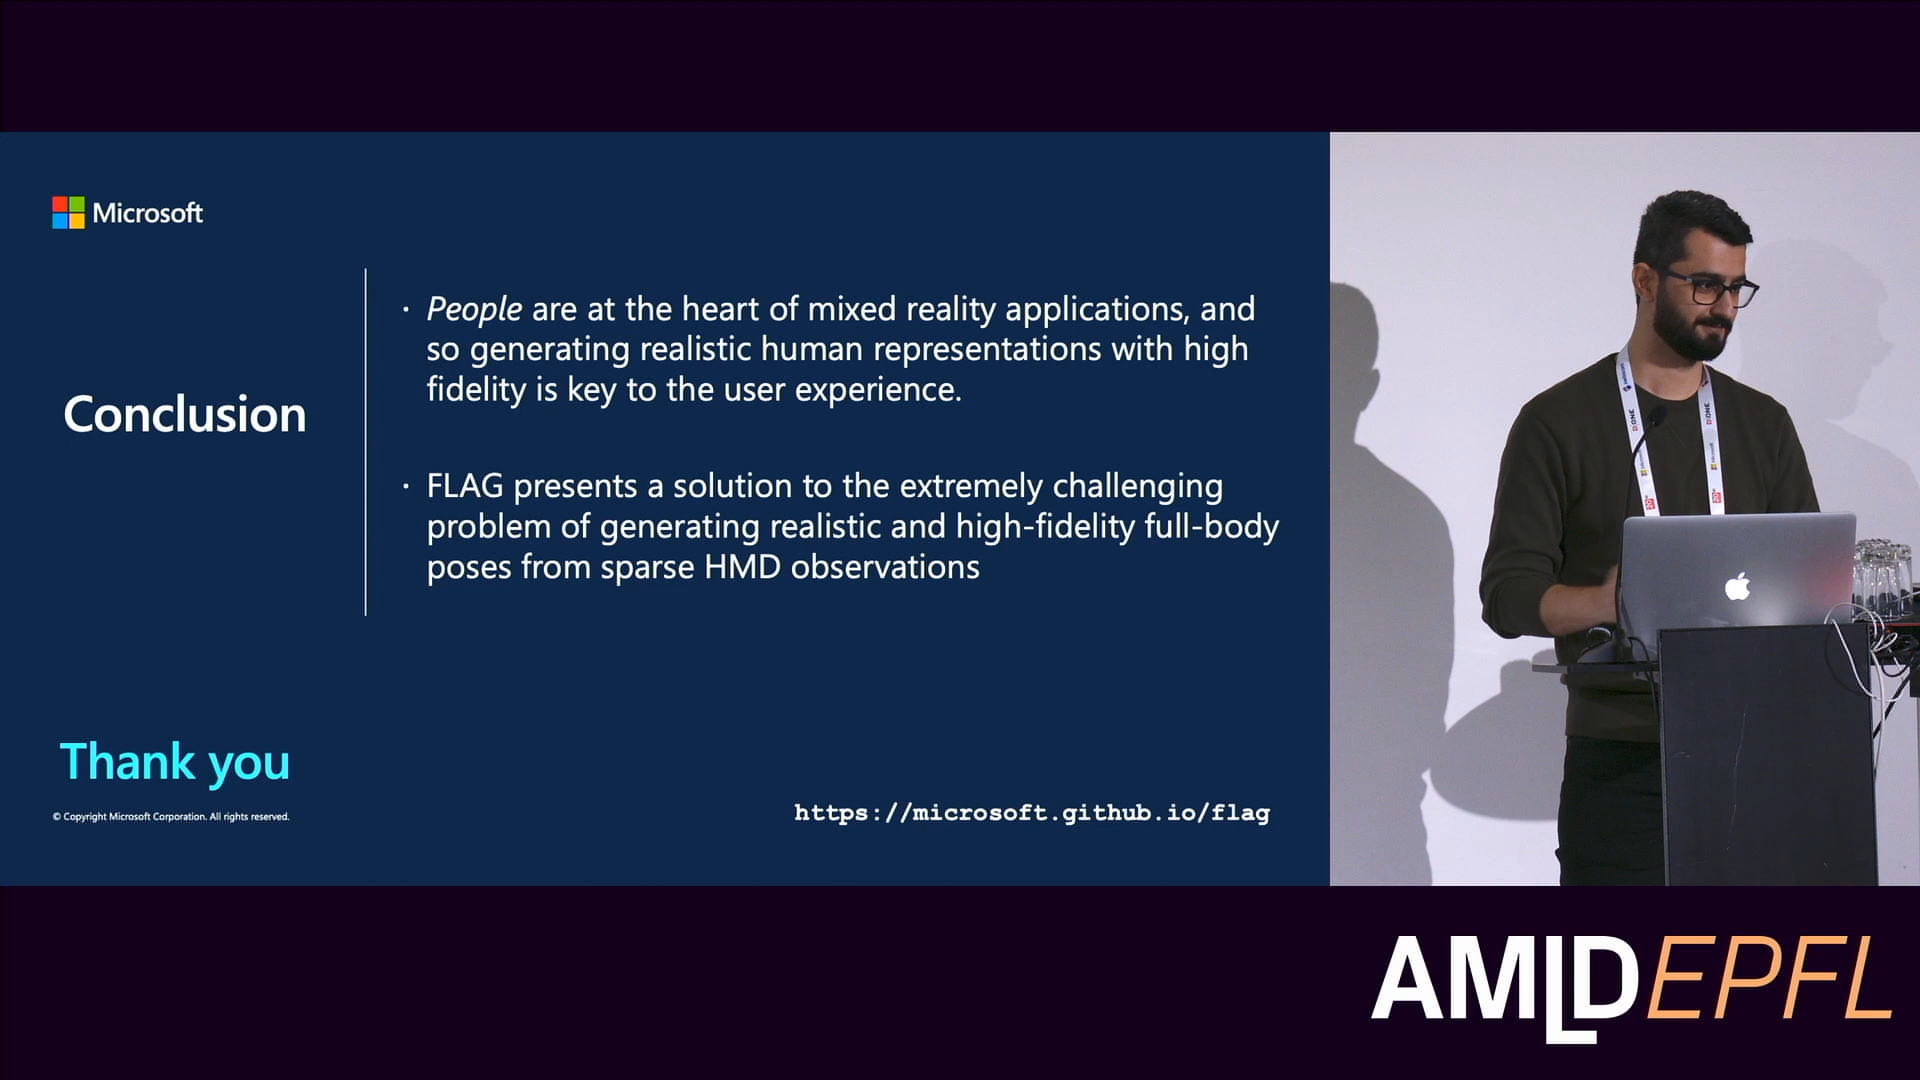 Microsoft
Conclusion
· People are at the heart of mixed reality applications, and
so generating realistic human representations with high
fidelity is key to the user experience.
· FLAG presents a solution to the extremely challenging
problem of generating realistic and high-fidelity full-body
poses from sparse HMD observations
Thank you
© Copyright Microsoft Corporation. All rights reserved.
https://microsoft.github.io/flag
AMLDEPFL